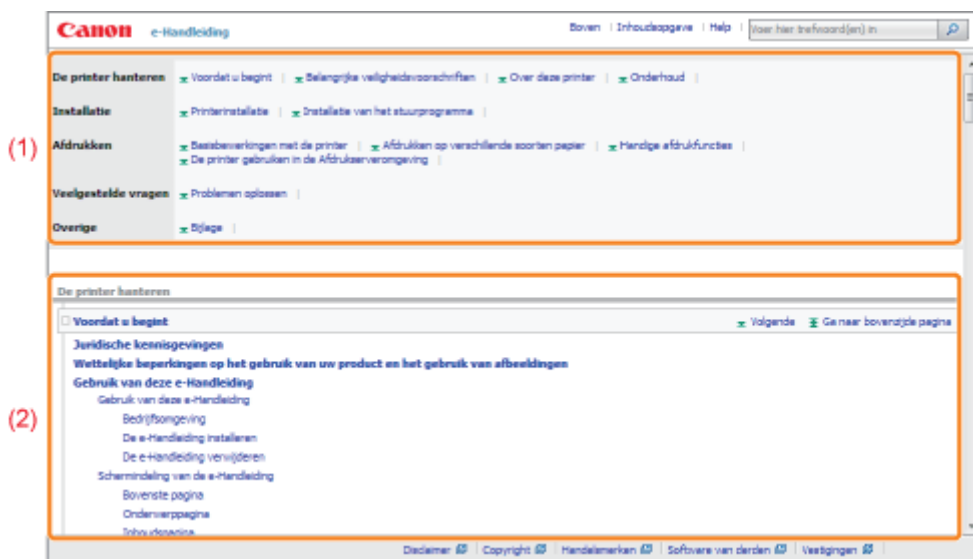 Canon e-Handleiding Boven | Inhoudsopgave | Help | Voer hier trefwoord(en) in
(1)
De printer hanteren Voordat u begint | Belangrijke veiligheidsvoorschriften | Over deze printer | Onderhoud |
Installatie Printerinstallatie | Installatie van het stuurprogramma |
Afdrukken Basisbewerkingen met de printer | Afdrukken op verschillende soorten papier | Handige afdrukfuncties |
De printer gebruiken in de Afdrukserveromgeving |
Veelgestelde vragen Problemen oplossen |
Overige Bijlage |
(2)
De printer hanteren
Voordat u begint Volgende Ga naar bovenzijde pagina
Juridische kennisgevingen
Wettelijke beperkingen op het gebruik van uw product en het gebruik van afbeeldingen
Gebruik van deze e-Handleiding
Gebruik van deze e-Handleiding
Bedrijfsomgeving
De e-Handleiding installeren
De e-Handleiding verwijderen
Schermindeling van de e-Handleiding
Bovenste pagina
Onderwerppagina
Inhoudspagina
Disclaimer | Copyright | Handelsmerken | Software van derden | Vestigingen |